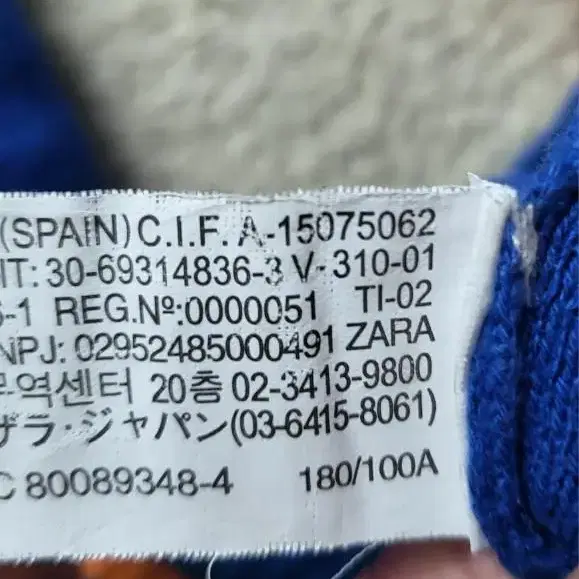 (SPAIN) C.I.F. A-15075062
IT: 30-69314836-3 V-310-01
-1 REG.Nº:0000051 TI-02
NPJ: 02952485000491 ZARA
무역센터 20층 02-3413-9800
ザラ・ジャパン(03-6415-8061)
C 80089348-4 180/100A